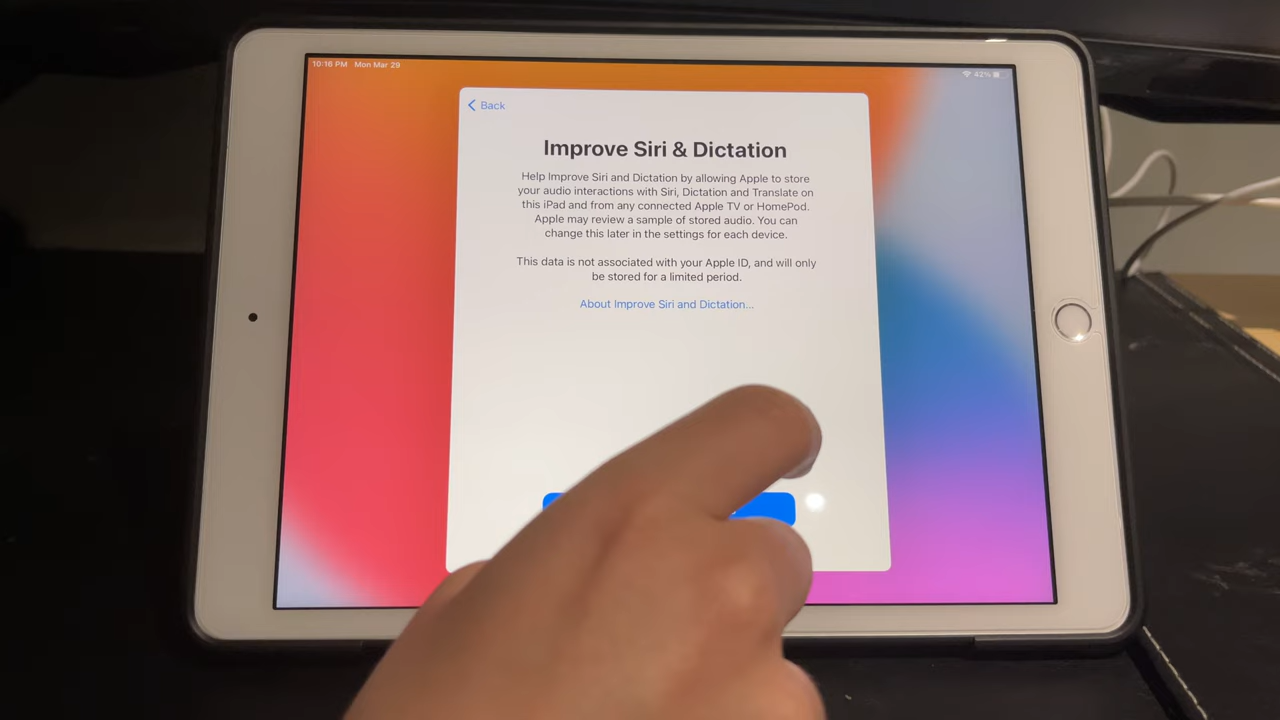 10:16 PM Mon Mar 29
42%
Back
Improve Siri & Dictation
Help Improve Siri and Dictation by allowing Apple to store
your audio interactions with Siri, Dictation and Translate on
this iPad and from any connected Apple TV or HomePod.
Apple may review a sample of stored audio. You can
change this later in the settings for each device.
This data is not associated with your Apple ID, and will only
be stored for a limited period.
About Improve Siri and Dictation...